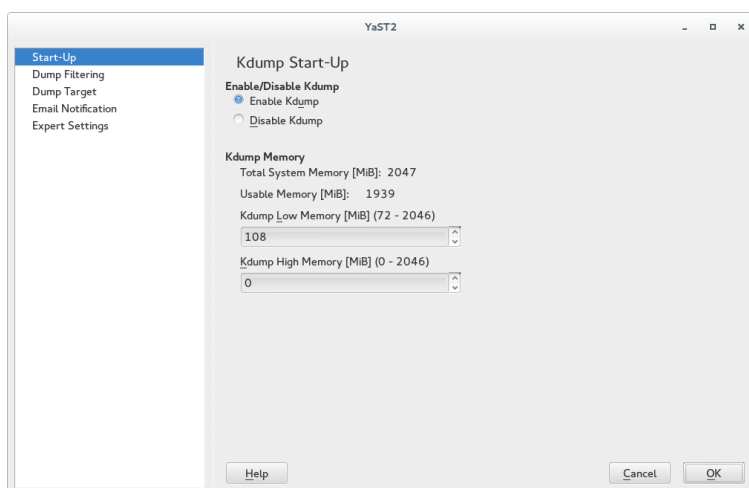 YaST2
Start-Up
Dump Filtering
Dump Target
Email Notification
Expert Settings
Kdump Start-Up
Enable/Disable Kdump
Enable Kdump
Disable Kdump
Kdump Memory
Total System Memory [MiB]: 2047
Usable Memory [MiB]: 1939
Kdump Low Memory [MiB] (72 - 2046)
108
Kdump High Memory [MiB] (0 - 2046)
0
Help
Cancel
OK